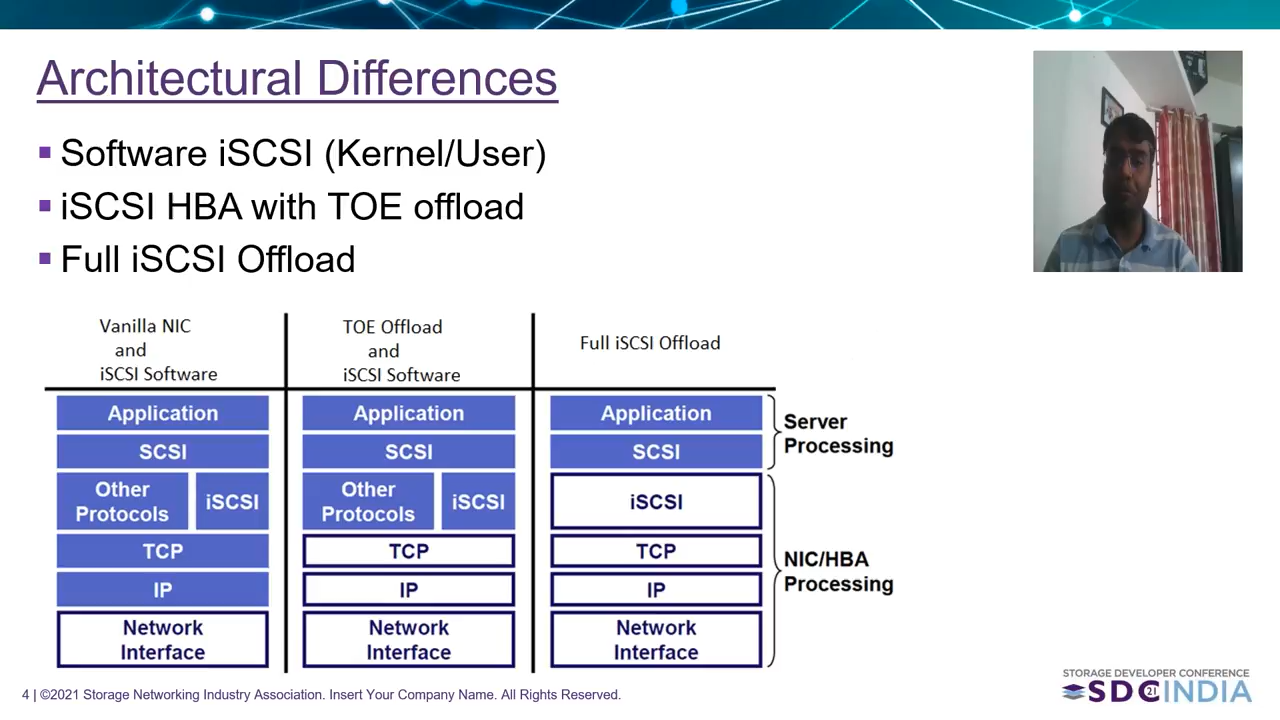 Architectural Differences
▪ Software iSCSI (Kernel/User)
▪ iSCSI HBA with TOE offload
▪ Full iSCSI Offload
Vanilla NIC
and
iSCSI Software
TOE Offload
and
iSCSI Software
Full iSCSI Offload
Application
SCSI
Other
Protocols
iSCSI
TCP
IP
Network
Interface
Application
SCSI
Other
Protocols
iSCSI
TCP
IP
Network
Interface
Application
SCSI
iSCSI
TCP
IP
Network
Interface
Server
Processing
NIC/HBA
Processing
4 | ©2021 Storage Networking Industry Association. Insert Your Company Name. All Rights Reserved.
STORAGE DEVELOPER CONFERENCE
SDC 21 INDIA